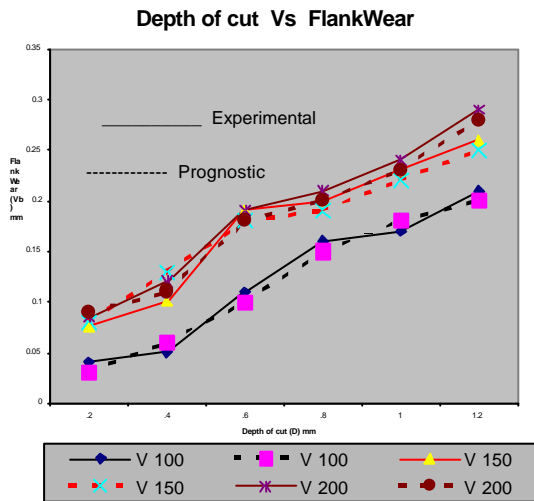 Depth of cut Vs FlankWear
0.35
0.3
0.25
0.2
0.15
0.1
0.05
0
Fla
nk W
ear
(Vb
)
mm
Experimental
Prognostic
.2 .4 .6 .8 1 1.2
Depth of cut (D) mm
V 100 V 100 V 150
V 150 V 200 V 200